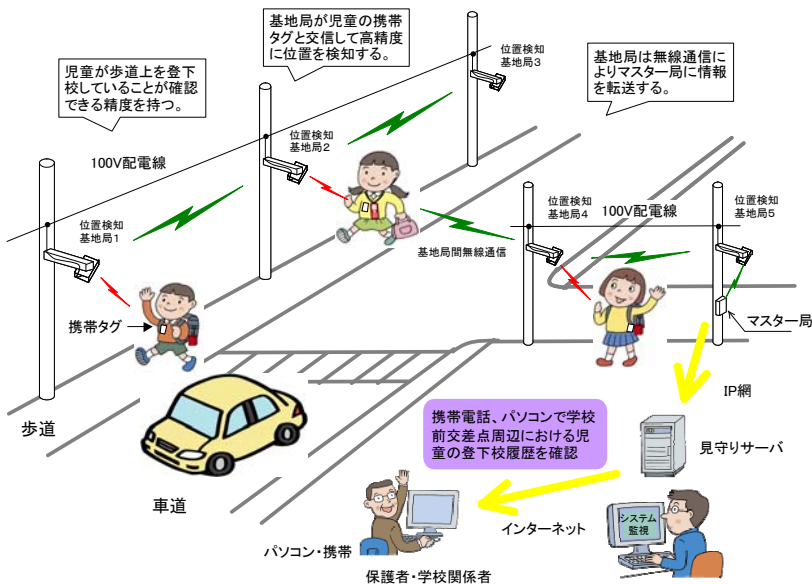 基地局が児童の携帯
タグと交信して高精度
に位置を検知する。
位置検知
基地局3
基地局は無線通信に
よりマスター局に情報
を転送する。
児童が歩道上を登下
校していることが確認
できる精度を持つ。
位置検知
基地局2
100V配電線
位置検知
基地局1
位置検知
基地局4
100V配電線
位置検知
基地局5
基地局間無線通信
携帯タグ
マスター局
IP網
歩道
携帯電話、パソコンで学校
前交差点周辺における児
童の登下校履歴を確認
見守りサーバ
車道
システム
監視
インターネット
パソコン・携帯
保護者・学校関係者